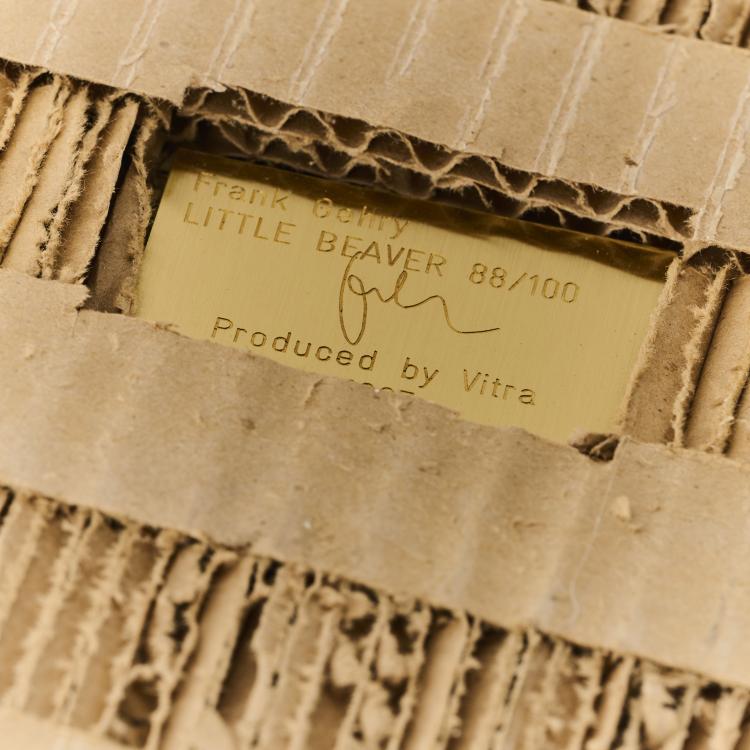 Frank Gehry
LITTLE BEAVER 88/100
Produced by Vitra